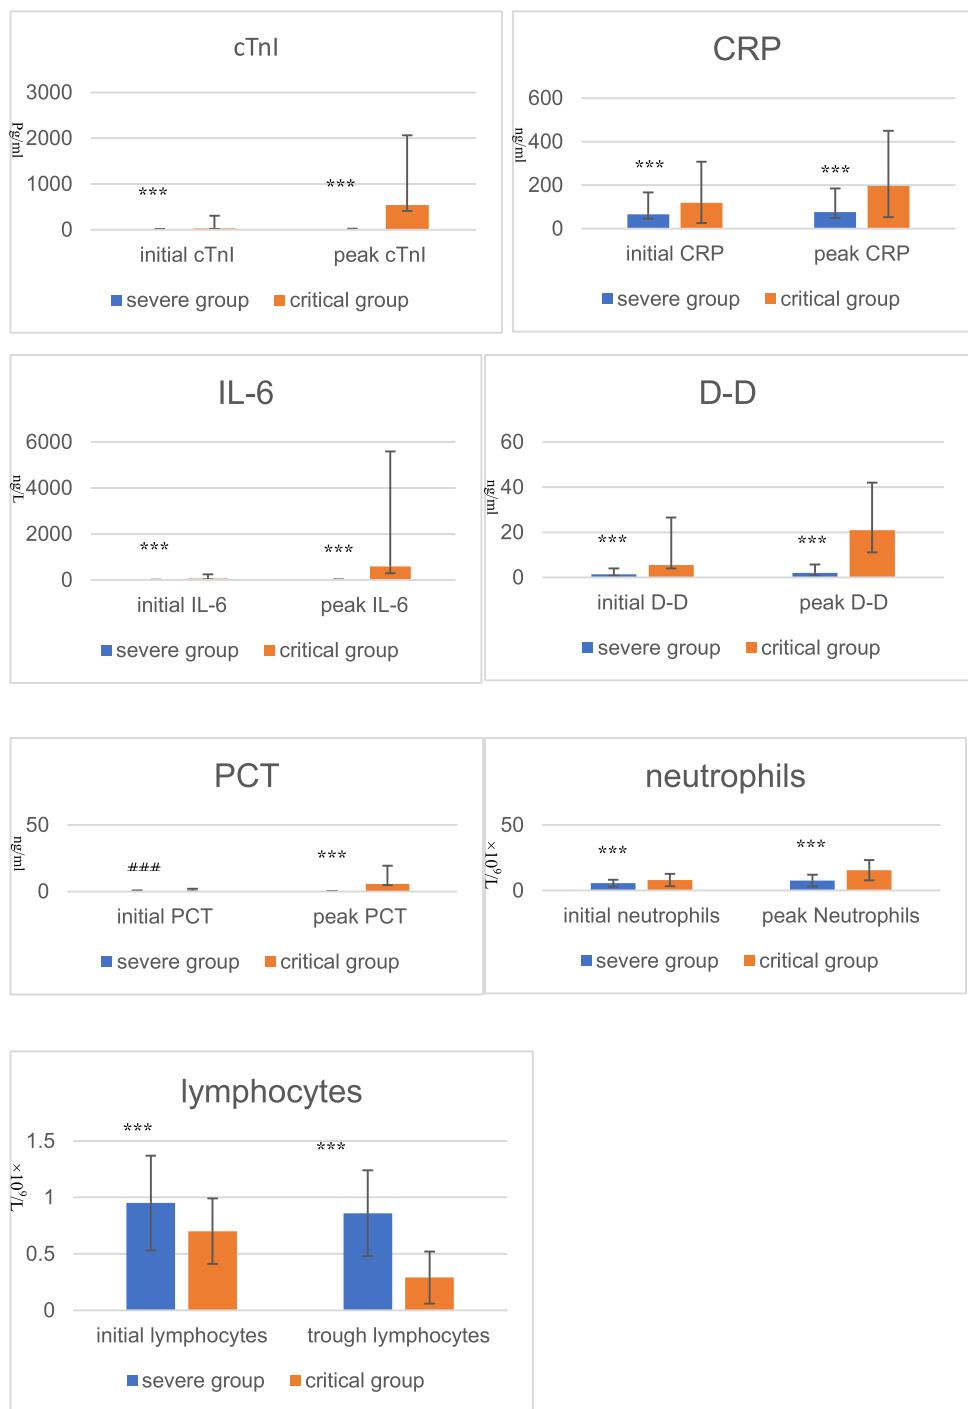 cTnI
3000
2000
1000
0
Pg/ml
***
***
initial cTnI
peak cTnI
severe group
critical group
CRP
600
400
200
0
ng/ml
***
***
initial CRP
peak CRP
severe group
critical group
IL-6
6000
4000
2000
0
ng/L
***
***
initial IL-6
peak IL-6
severe group
critical group
D-D
60
40
20
0
ng/ml
***
***
initial D-D
peak D-D
severe group
critical group
PCT
50
0
ng/ml
###
***
initial PCT
peak PCT
severe group
critical group
neutrophils
50
0
×10⁹/L
***
***
initial neutrophils
peak Neutrophils
severe group
critical group
lymphocytes
1.5
1
0.5
0
×10⁹/L
***
***
initial lymphocytes
trough lymphocytes
severe group
critical group